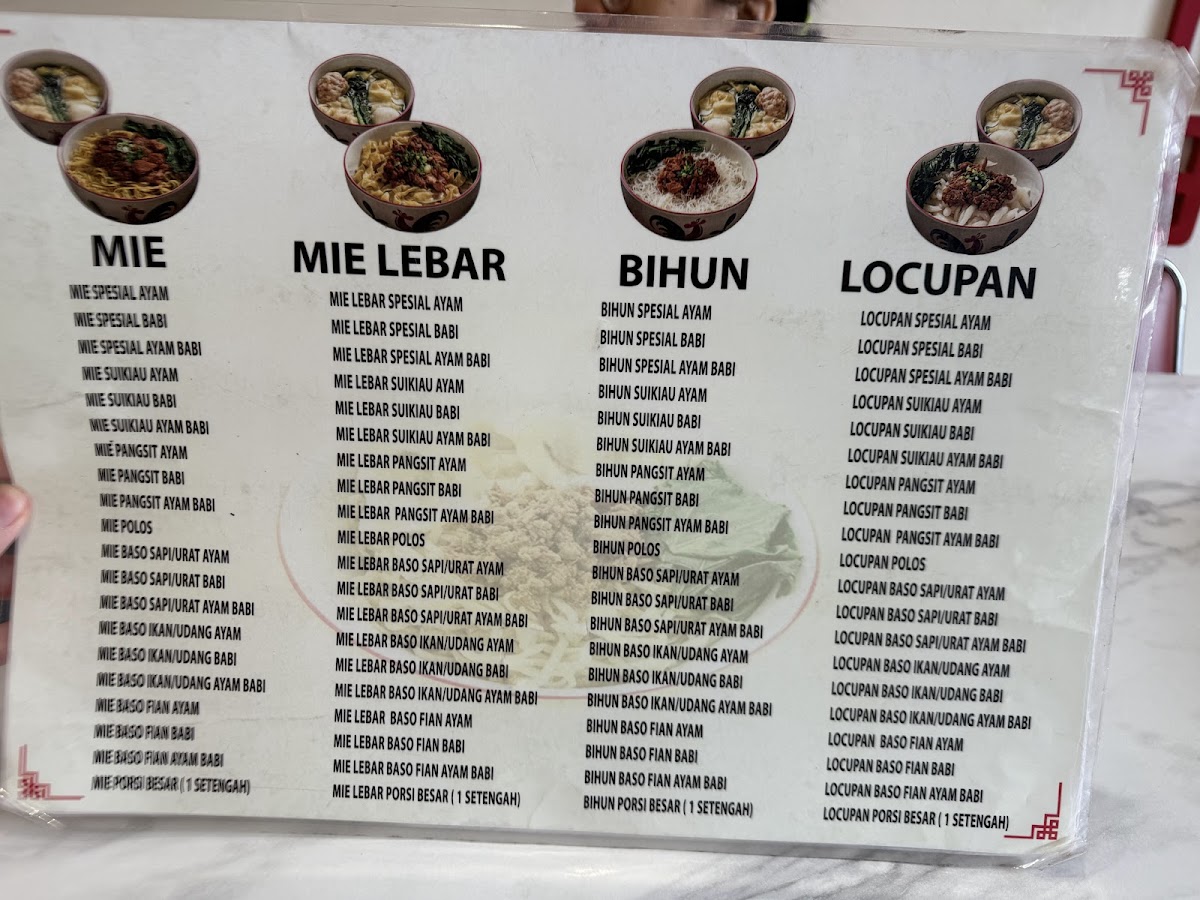 MIE
MIE SPESIAL AYAM
MIE SPESIAL BABI
MIE SPESIAL AYAM BABI
MIE SUIKIAU AYAM
MIE SUIKIAU BABI
MIE SUIKIAU AYAM BABI
MIE PANGSIT AYAM
MIE PANGSIT BABI
MIE PANGSIT AYAM BABI
MIE POLOS
MIE BASO SAPI/URAT AYAM
MIE BASO SAPI/URAT BABI
MIE BASO SAPI/URAT AYAM BABI
MIE BASO IKAN/UDANG AYAM
MIE BASO IKAN/UDANG BABI
MIE BASO IKAN/UDANG AYAM BABI
MIE BASO FIAN AYAM
MIE BASO FIAN BABI
MIE BASO FIAN AYAM BABI
MIE PORSI BESAR ( 1 SETENGAH)
MIE LEBAR
MIE LEBAR SPESIAL AYAM
MIE LEBAR SPESIAL BABI
MIE LEBAR SPESIAL AYAM BABI
MIE LEBAR SUIKIAU AYAM
MIE LEBAR SUIKIAU BABI
MIE LEBAR SUIKIAU AYAM BABI
MIE LEBAR PANGSIT AYAM
MIE LEBAR PANGSIT BABI
MIE LEBAR PANGSIT AYAM BABI
MIE LEBAR POLOS
MIE LEBAR BASO SAPI/URAT AYAM
MIE LEBAR BASO SAPI/URAT BABI
MIE LEBAR BASO SAPI/URAT AYAM BABI
MIE LEBAR BASO IKAN/UDANG AYAM
MIE LEBAR BASO IKAN/UDANG BABI
MIE LEBAR BASO IKAN/UDANG AYAM BABI
MIE LEBAR BASO FIAN AYAM
MIE LEBAR BASO FIAN BABI
MIE LEBAR BASO FIAN AYAM BABI
MIE LEBAR PORSI BESAR ( 1 SETENGAH)
BIHUN
BIHUN SPESIAL AYAM
BIHUN SPESIAL BABI
BIHUN SPESIAL AYAM BABI
BIHUN SUIKIAU AYAM
BIHUN SUIKIAU BABI
BIHUN SUIKIAU AYAM BABI
BIHUN PANGSIT AYAM
BIHUN PANGSIT BABI
BIHUN PANGSIT AYAM BABI
BIHUN POLOS
BIHUN BASO SAPI/URAT AYAM
BIHUN BASO SAPI/URAT BABI
BIHUN BASO SAPI/URAT AYAM BABI
BIHUN BASO IKAN/UDANG AYAM
BIHUN BASO IKAN/UDANG BABI
BIHUN BASO IKAN/UDANG AYAM BABI
BIHUN BASO FIAN AYAM
BIHUN BASO FIAN BABI
BIHUN BASO FIAN AYAM BABI
BIHUN PORSI BESAR ( 1 SETENGAH)
LOCUPAN
LOCUPAN SPESIAL AYAM
LOCUPAN SPESIAL BABI
LOCUPAN SPESIAL AYAM BABI
LOCUPAN SUIKIAU AYAM
LOCUPAN SUIKIAU BABI
LOCUPAN SUIKIAU AYAM BABI
LOCUPAN PANGSIT AYAM
LOCUPAN PANGSIT BABI
LOCUPAN PANGSIT AYAM BABI
LOCUPAN POLOS
LOCUPAN BASO SAPI/URAT AYAM
LOCUPAN BASO SAPI/URAT BABI
LOCUPAN BASO SAPI/URAT AYAM BABI
LOCUPAN BASO IKAN/UDANG AYAM
LOCUPAN BASO IKAN/UDANG BABI
LOCUPAN BASO IKAN/UDANG AYAM BABI
LOCUPAN BASO FIAN AYAM
LOCUPAN BASO FIAN BABI
LOCUPAN BASO FIAN AYAM BABI
LOCUPAN PORSI BESAR ( 1 SETENGAH)